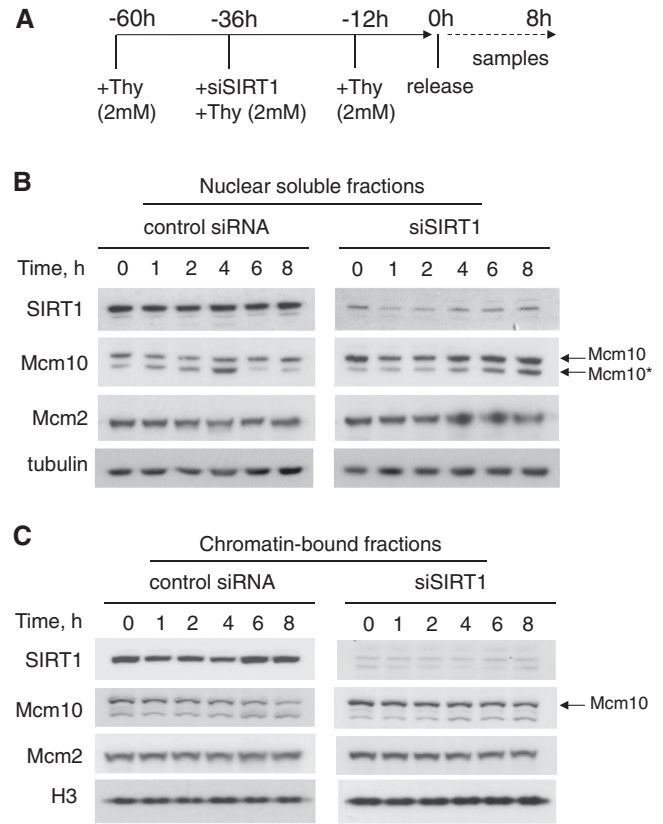 A
-60h -36h -12h 0h 8h
samples
+Thy +siSIRT1 +Thy release
(2mM) +Thy (2mM) (2mM)
B
Nuclear soluble fractions
control siRNA siSIRT1
Time, h 0 1 2 4 6 8 0 1 2 4 6 8
SIRT1
Mcm10 Mcm10
Mcm10*
Mcm2
tubulin
C
Chromatin-bound fractions
control siRNA siSIRT1
Time, h 0 1 2 4 6 8 0 1 2 4 6 8
SIRT1
Mcm10 Mcm10
Mcm2
H3